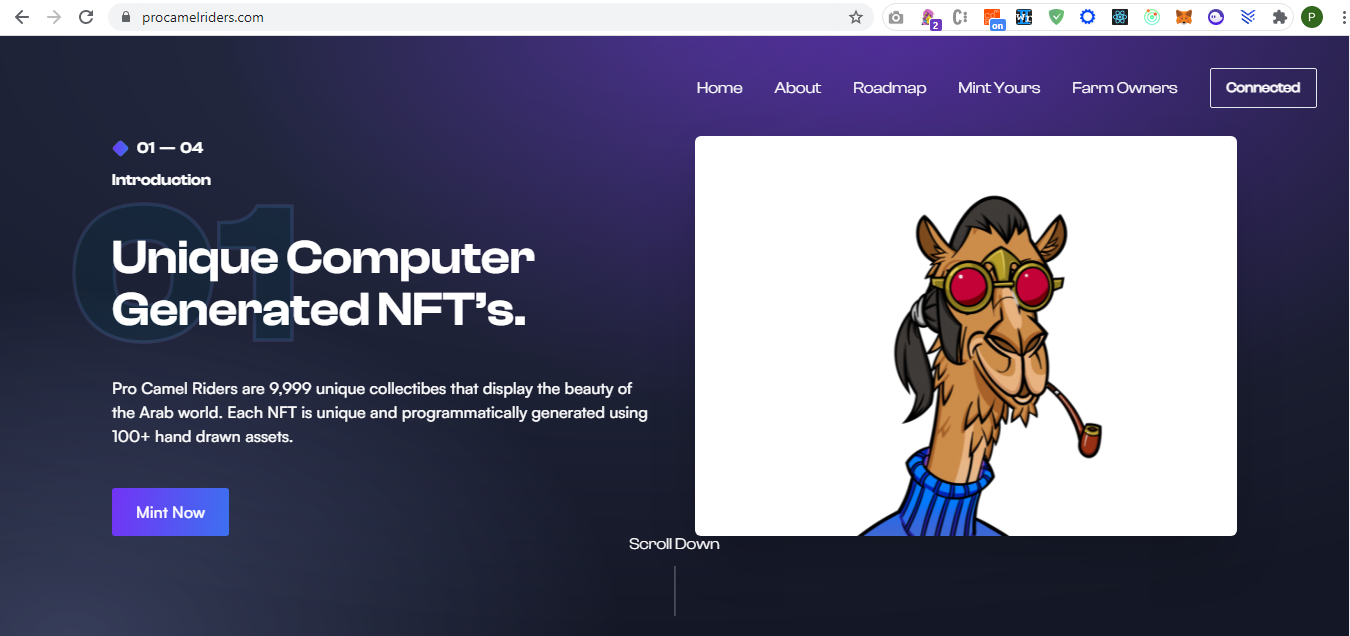 procamelriders.com
2
on
P
Home About Roadmap Mint Yours Farm Owners Connected
01 — 04
Introduction
01
Unique Computer
Generated NFT’s.
Pro Camel Riders are 9,999 unique collectibes that display the beauty of
the Arab world. Each NFT is unique and programmatically generated using
100+ hand drawn assets.
Mint Now
Scroll Down